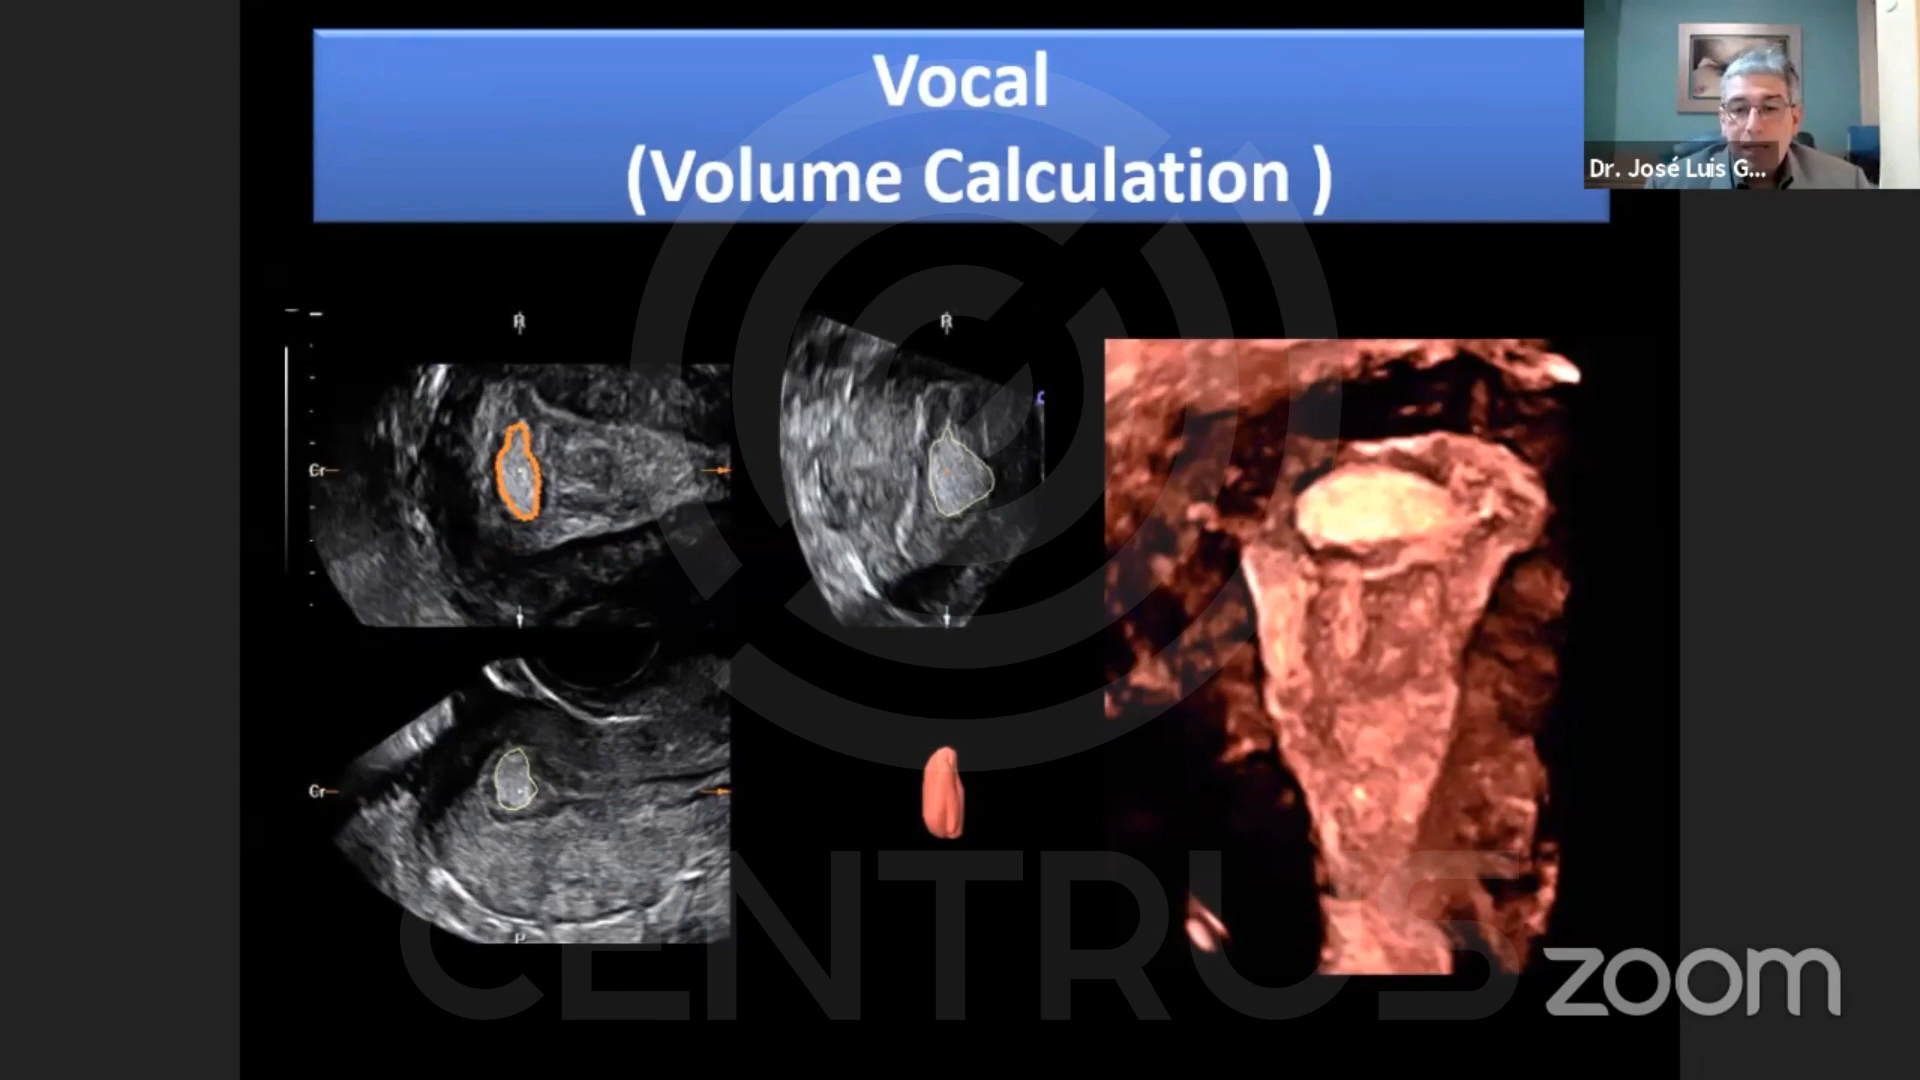 Vocal
(Volume Calculation )
Dr. José Luis G...
R
R
C
Cr
Cr
P
CENTRUS
zoom